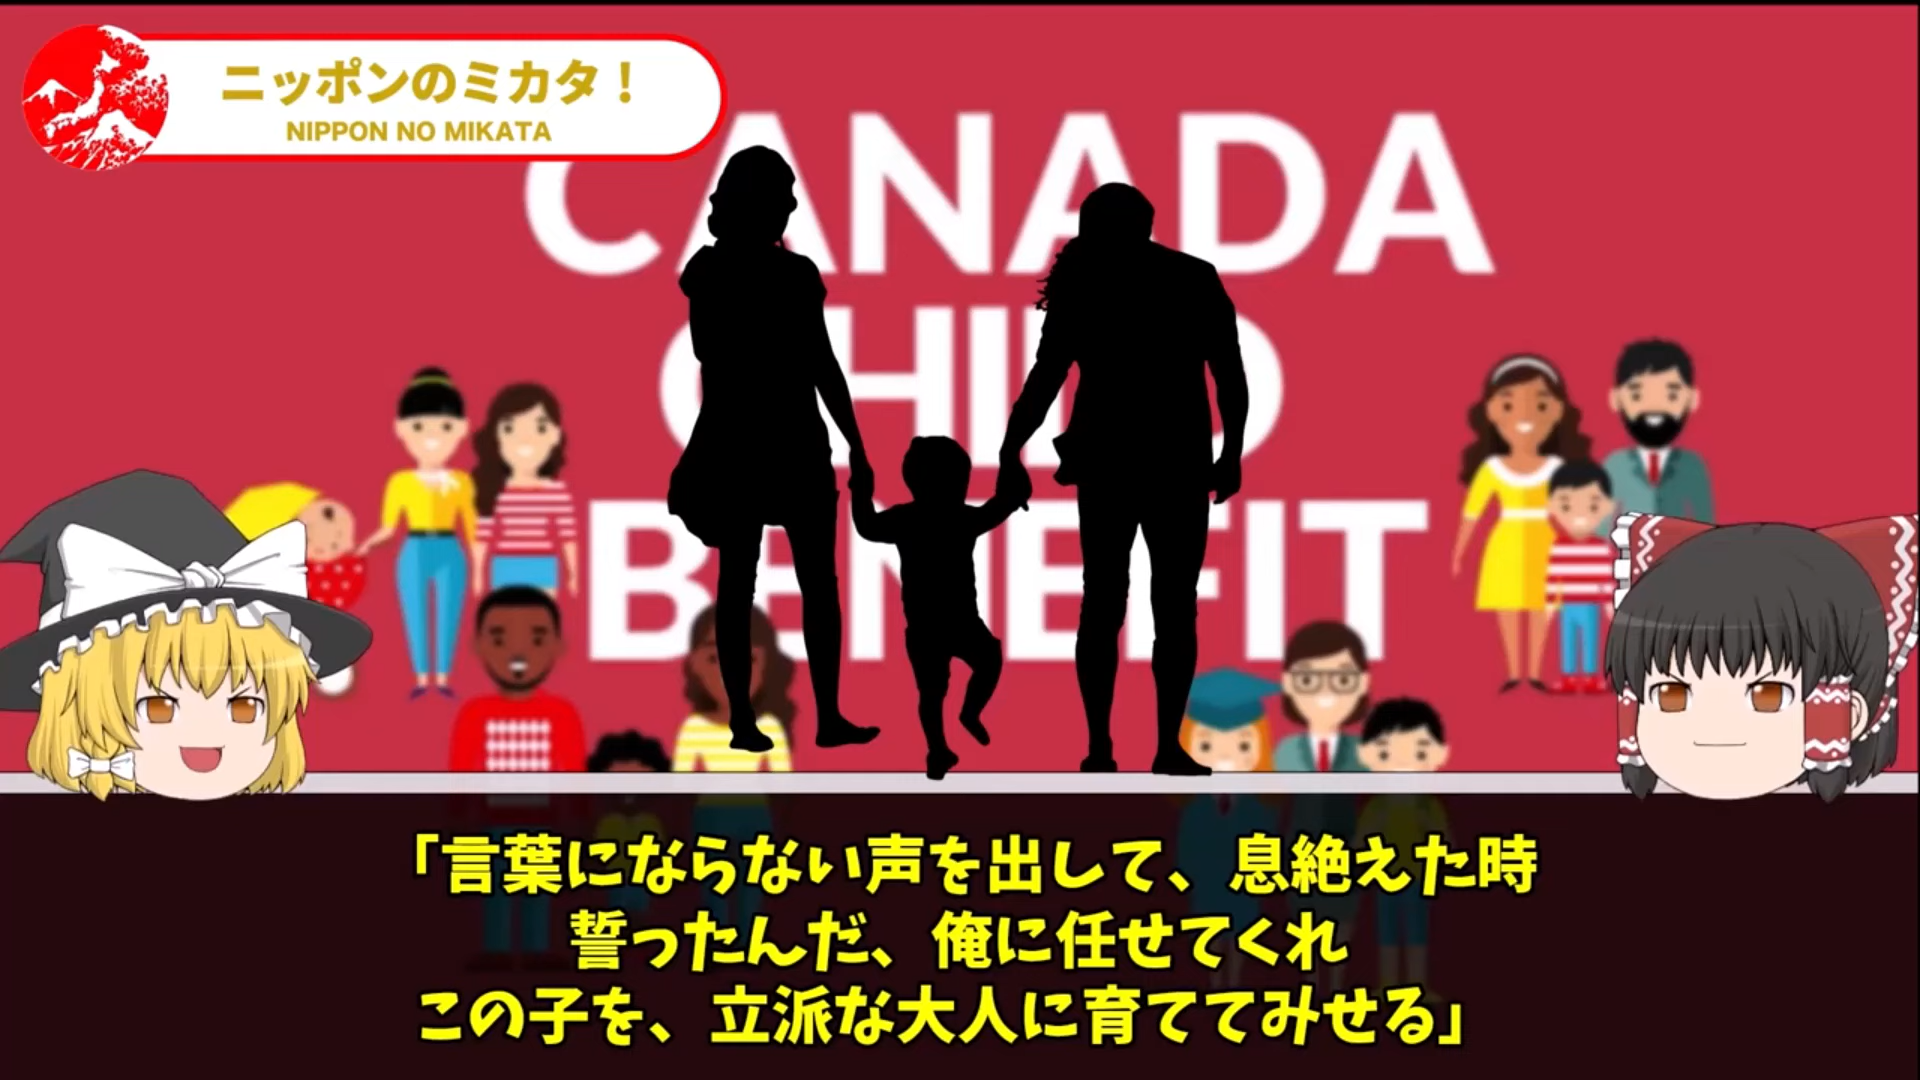 ニッポンのミカタ！
NIPPON NO MIKATA
CANADA
CHILD
BENEFIT
「言葉にならない声を出して、息絶えた時
誓ったんだ、俺に任せてくれ
この子を、立派な大人に育ててみせる」